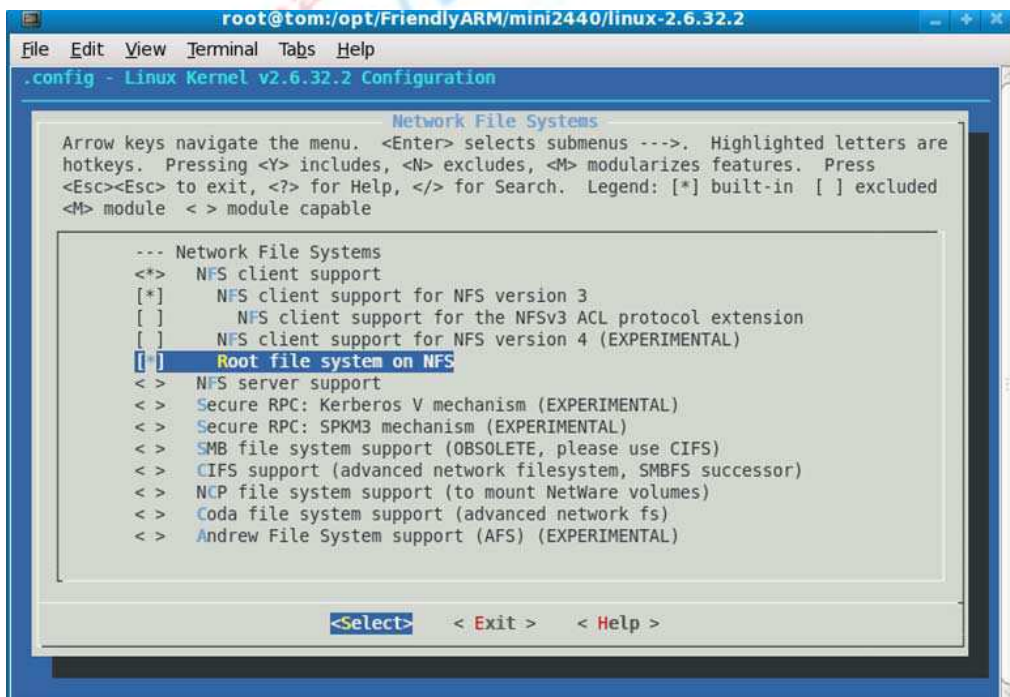 root@tom:/opt/FriendlyARM/mini2440/linux-2.6.32.2
File Edit View Terminal Tabs Help
.config - Linux Kernel v2.6.32.2 Configuration
Network File Systems
Arrow keys navigate the menu. <Enter> selects submenus --->. Highlighted letters are
hotkeys. Pressing <Y> includes, <N> excludes, <M> modularizes features. Press
<Esc><Esc> to exit, <?> for Help, </> for Search. Legend: [*] built-in [ ] excluded
<M> module < > module capable
--- Network File Systems
<*> NFS client support
[*] NFS client support for NFS version 3
[ ] NFS client support for the NFSv3 ACL protocol extension
[ ] NFS client support for NFS version 4 (EXPERIMENTAL)
[*] Root file system on NFS
< > NFS server support
< > Secure RPC: Kerberos V mechanism (EXPERIMENTAL)
< > Secure RPC: SPKM3 mechanism (EXPERIMENTAL)
< > SMB file system support (OBSOLETE, please use CIFS)
< > CIFS support (advanced network filesystem, SMBFS successor)
< > NCP file system support (to mount NetWare volumes)
< > Coda file system support (advanced network fs)
< > Andrew File System support (AFS) (EXPERIMENTAL)
<Select> < Exit > < Help >